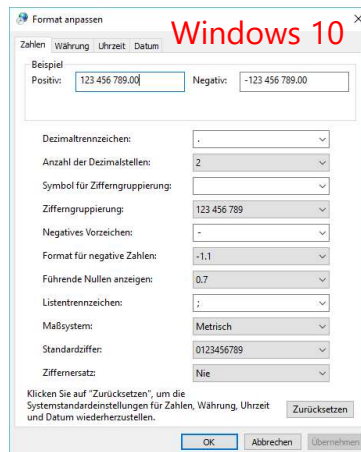 Format anpassen
Windows 10
Zahlen Währung Uhrzeit Datum
Beispiel
Positiv: 123 456 789.00 Negativ: -123 456 789.00
Dezimaltrennzeichen: .
Anzahl der Dezimalstellen: 2
Symbol für Zifferngruppierung:
Zifferngruppierung: 123 456 789
Negatives Vorzeichen: -
Format für negative Zahlen: -1.1
Führende Nullen anzeigen: 0.7
Listentrennzeichen: ;
Maßsystem: Metrisch
Standardziffer: 0123456789
Ziffernersatz: Nie
Klicken Sie auf "Zurücksetzen", um die
Systemstandardeinstellungen für Zahlen, Währung, Uhrzeit
und Datum wiederherzustellen.
Zurücksetzen
OK Abbrechen Übernehmen